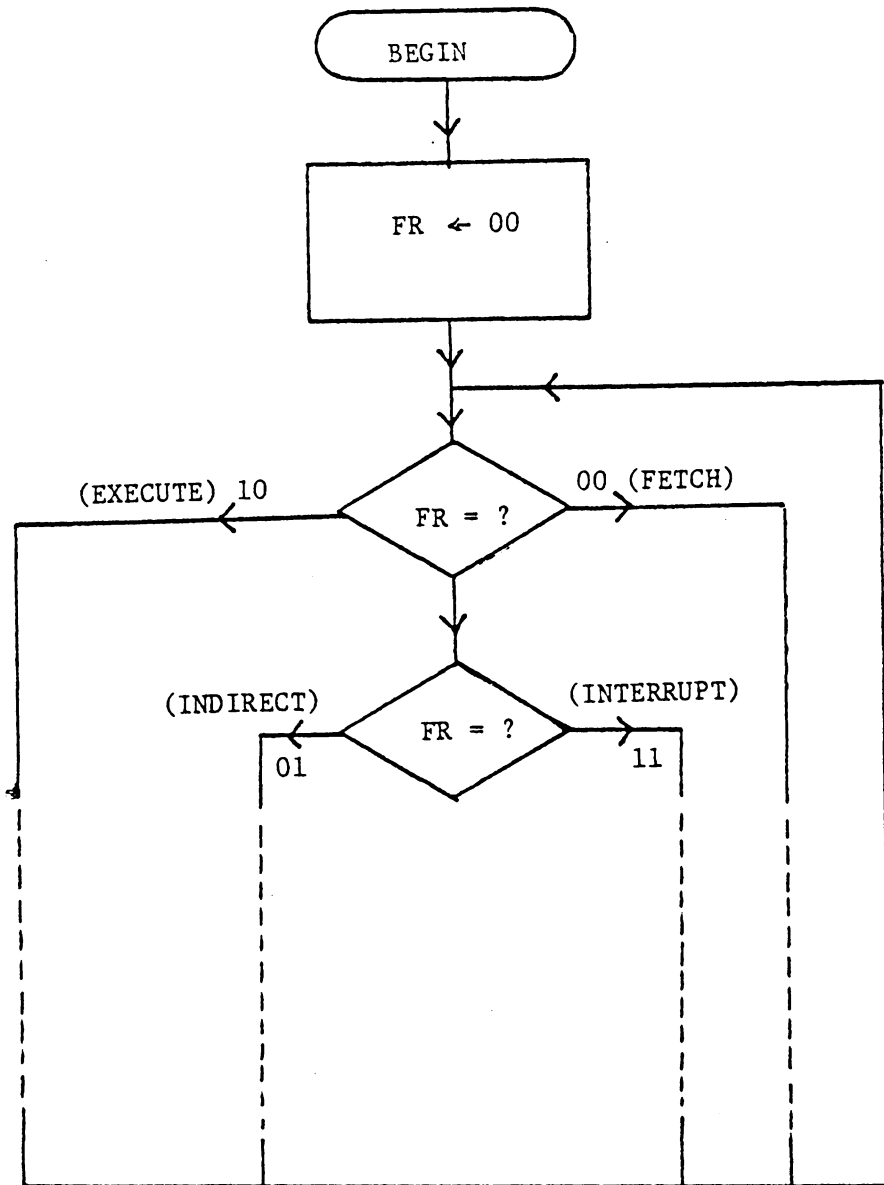 BEGIN
FR ← 00
(EXECUTE) 10
00 (FETCH)
FR = ?
(INDIRECT)
(INTERRUPT)
FR = ?
01
11